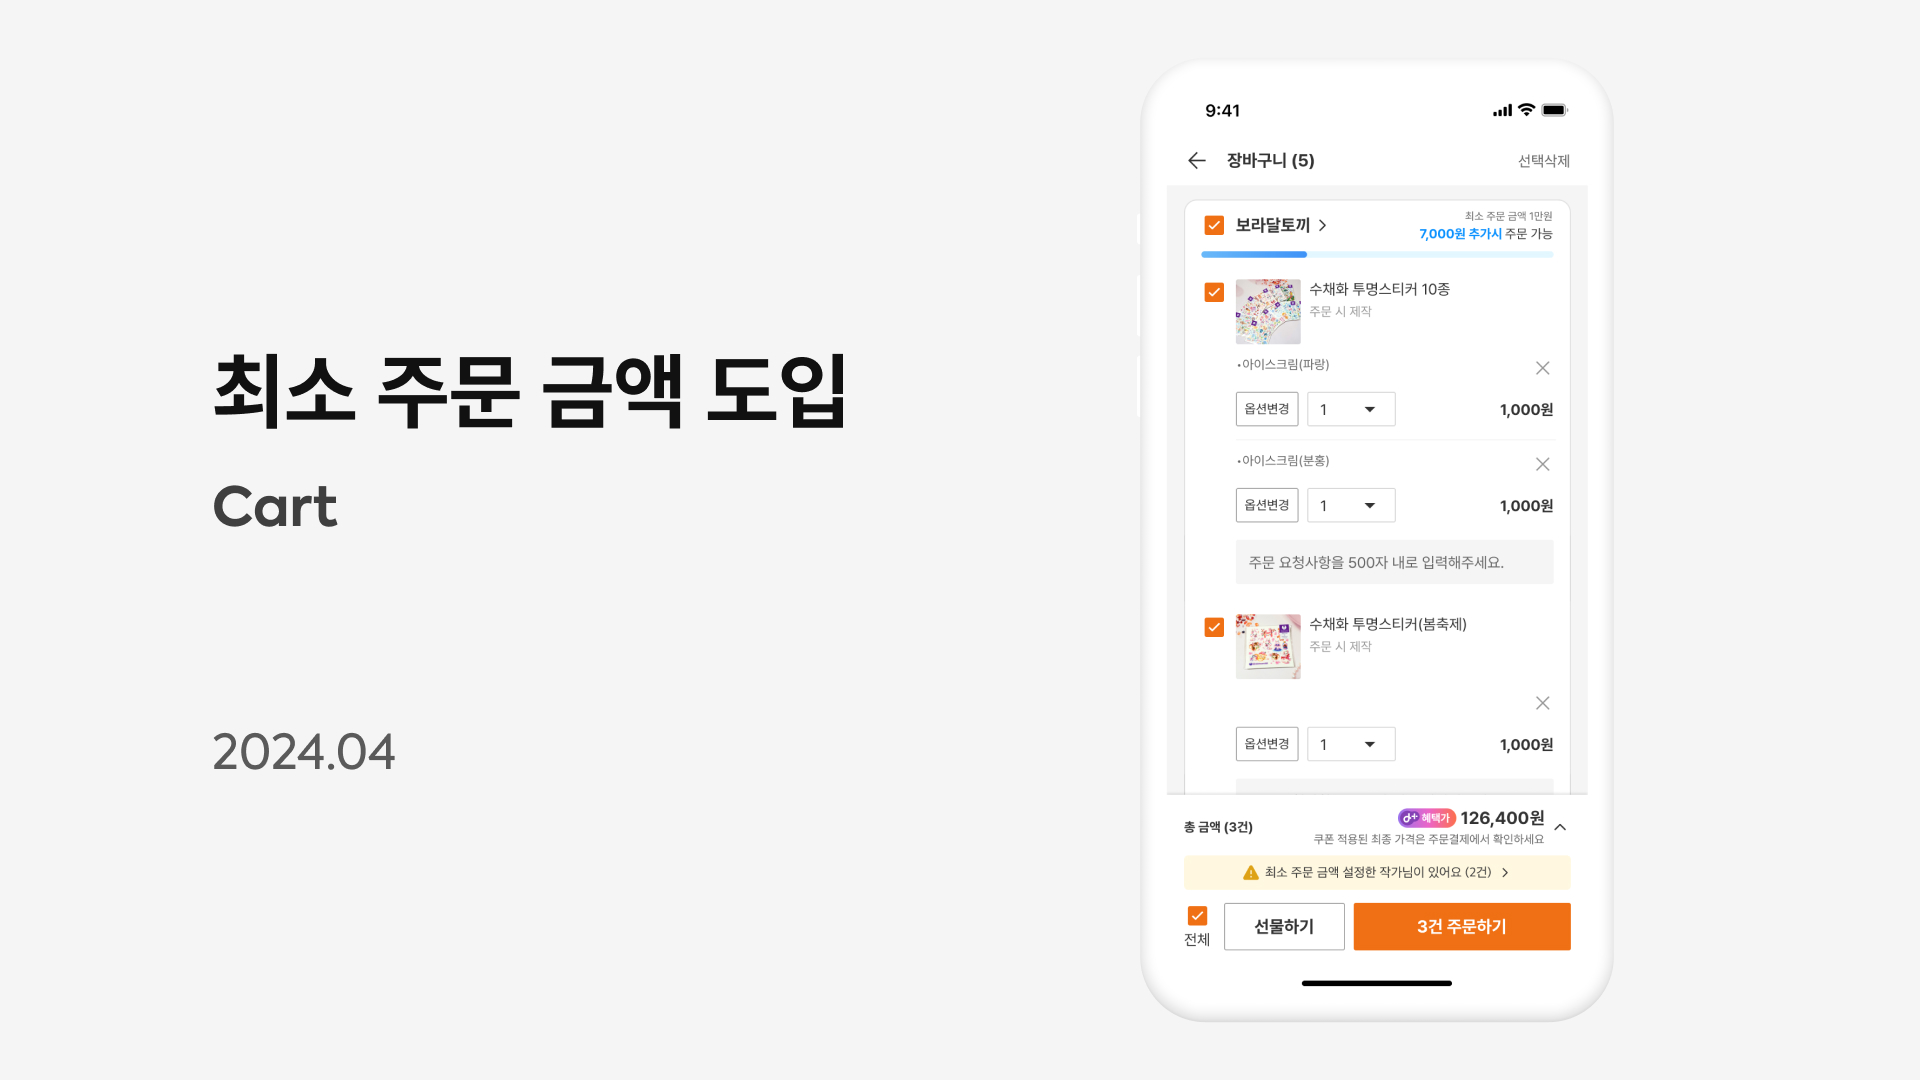 최소 주문 금액 도입
Cart
2024.04
9:41
장바구니 (5)
선택삭제
보라달토끼
최소 주문 금액 1만원
7,000원 추가시 주문 가능
수채화 투명스티커 10종
주문 시 제작
•아이스크림(파랑)
옵션변경
1
1,000원
•아이스크림(분홍)
옵션변경
1
1,000원
주문 요청사항을 500자 내로 입력해주세요.
수채화 투명스티커(봄축제)
주문 시 제작
옵션변경
1
1,000원
총 금액 (3건)
d+ 혜택가 126,400원
쿠폰 적용된 최종 가격은 주문결제에서 확인하세요
최소 주문 금액 설정한 작가님이 있어요 (2건)
전체
선물하기
3건 주문하기